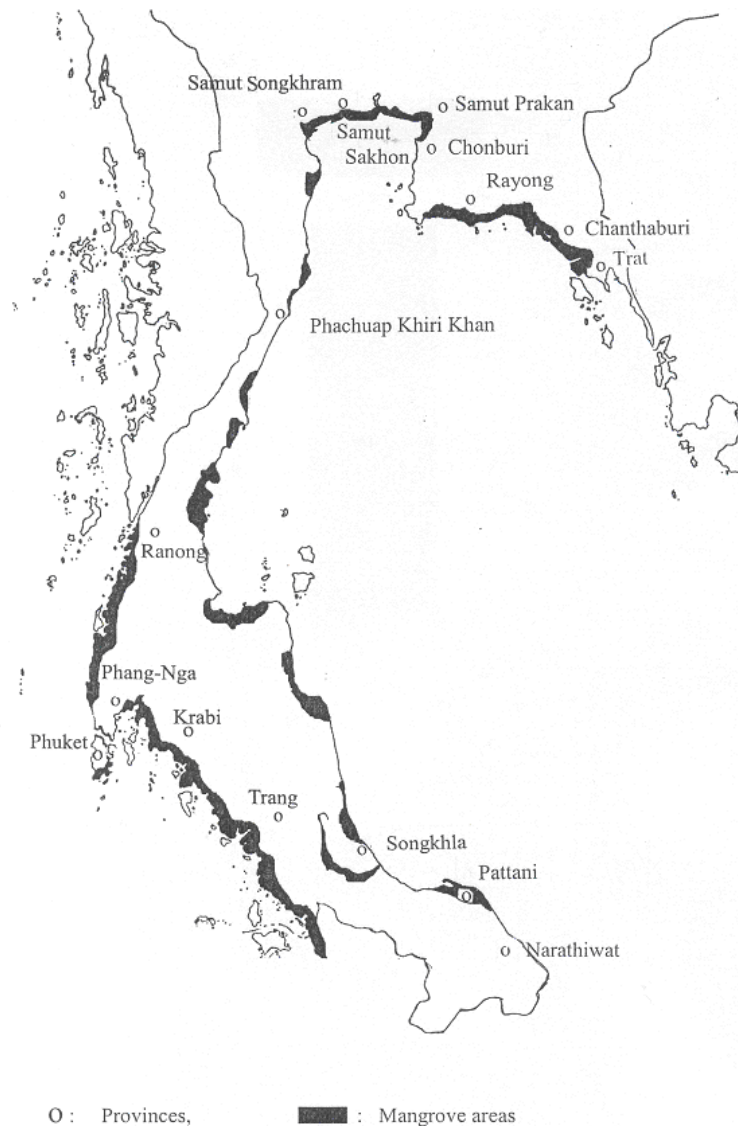 Samut Songkhram
Samut Prakan
Samut
Sakhon
Chonburi
Rayong
Chanthaburi
Trat
Phachuap Khiri Khan
Ranong
Phang-Nga
Krabi
Phuket
Trang
Songkhla
Pattani
Narathiwat
O : Provinces,
: Mangrove areas